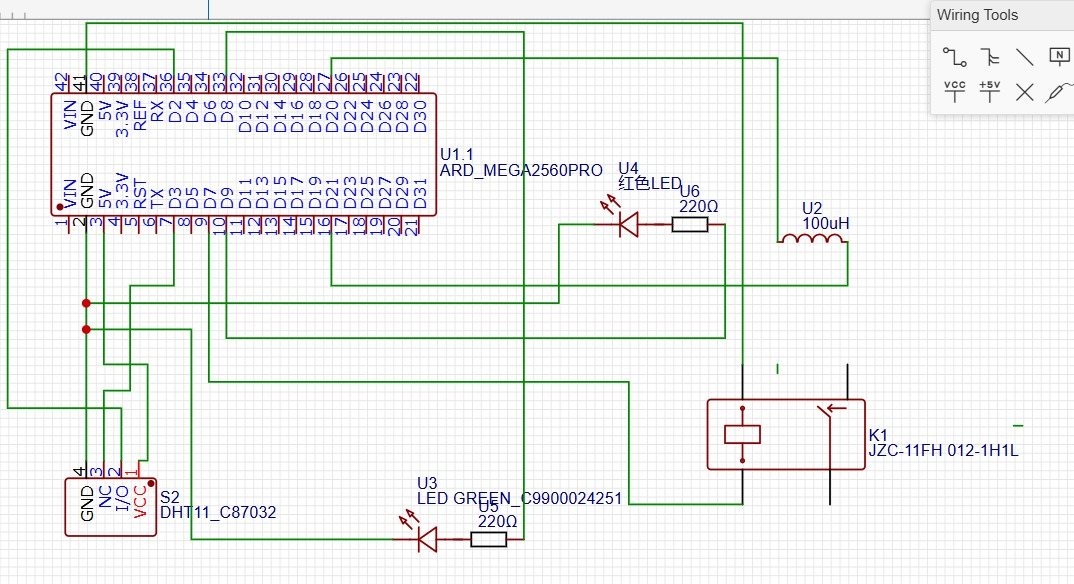 Wiring Tools
N
VCC
+5V
42 41 40 39 38 37 36 35 34 33 32 31 30 29 28 27 26 25 24 23 22
VIN GND 5V 3.3V REF RX D2 D4 D6 D8 D10 D12 D14 D16 D18 D20 D22 D24 D26 D28 D30
U1.1
ARD_MEGA2560PRO
VIN GND 5V 3.3V RST TX D3 D5 D7 D9 D11 D13 D15 D17 D19 D21 D23 D25 D27 D29 D31
1 2 3 4 5 6 7 8 9 10 11 12 13 14 15 16 17 18 19 20 21
U4
红色LED
U6
220Ω
U2
100uH
K1
JZC-11FH 012-1H1L
4 3 2 1
GND NC I/O VCC
S2
DHT11_C87032
U3
LED GREEN_C9900024251
U5
220Ω